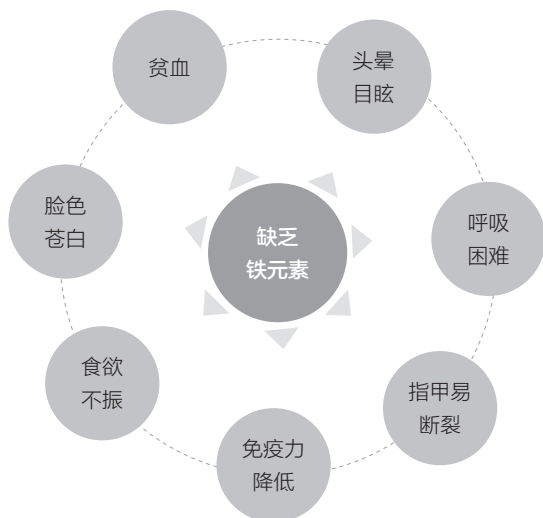 贫血
头晕
目眩
脸色
苍白
缺乏
铁元素
呼吸
困难
食欲
不振
指甲易
断裂
免疫力
降低